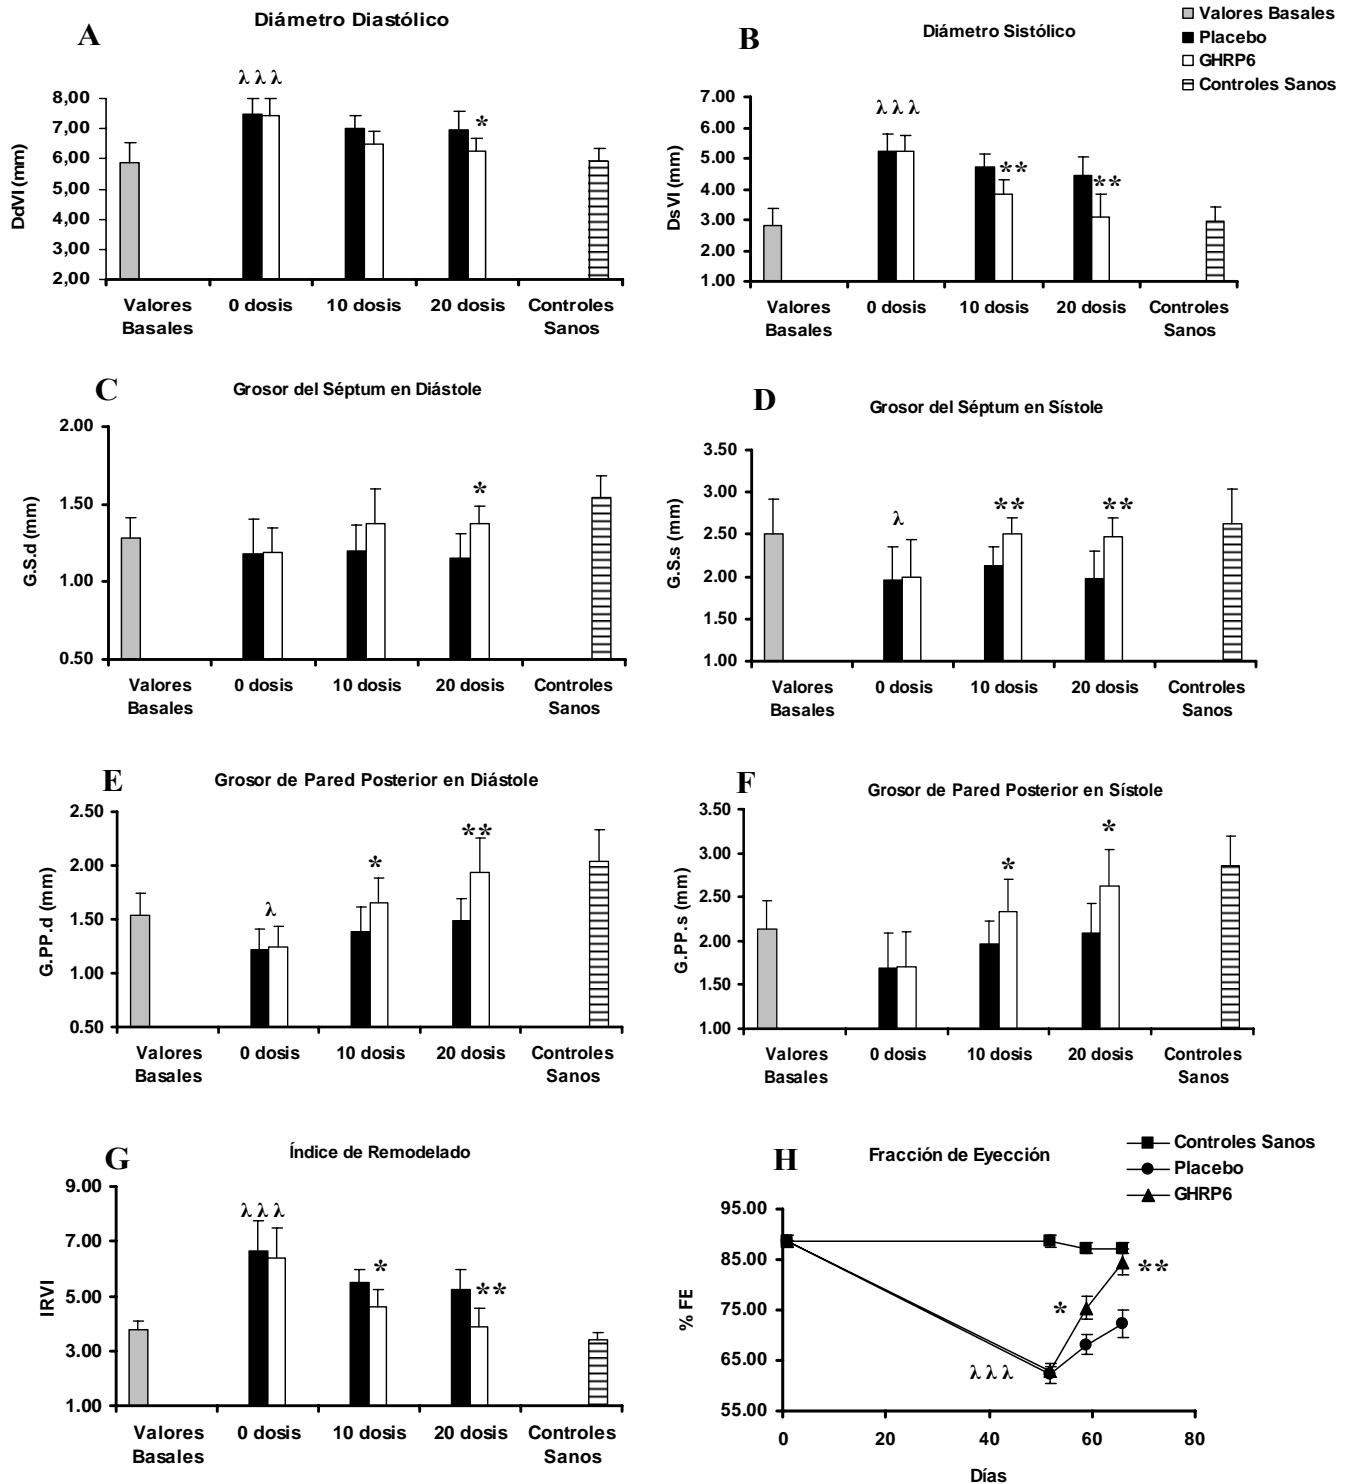 A
Diámetro Diastólico
λ λ λ
8,00
7,00
6,00
5,00
4,00
3,00
2,00
DdVI (mm)
*
Valores Basales
0 dosis
10 dosis
20 dosis
Controles Sanos
B
Diámetro Sistólico
Valores Basales
Placebo
GHRP6
Controles Sanos
λ λ λ
7.00
6.00
5.00
4.00
3.00
2.00
1.00
DsVI (mm)
**
**
Valores Basales
0 dosis
10 dosis
20 dosis
Controles Sanos
C
Grosor del Séptum en Diástole
2.00
1.50
1.00
0.50
G.S.d (mm)
*
Valores Basales
0 dosis
10 dosis
20 dosis
Controles Sanos
D
Grosor del Séptum en Sístole
3.50
3.00
2.50
2.00
1.50
1.00
G.S.s (mm)
λ
**
**
Valores Basales
0 dosis
10 dosis
20 dosis
Controles Sanos
E
Grosor de Pared Posterior en Diástole
2.50
2.00
1.50
1.00
0.50
G.PP.d (mm)
λ
*
**
Valores Basales
0 dosis
10 dosis
20 dosis
Controles Sanos
F
Grosor de Pared Posterior en Sístole
3.50
3.00
2.50
2.00
1.50
1.00
G.PP.s (mm)
*
*
Valores Basales
0 dosis
10 dosis
20 dosis
Controles Sanos
G
Índice de Remodelado
9.00
7.00
5.00
3.00
1.00
IRVI
λ λ λ
*
**
Valores Basales
0 dosis
10 dosis
20 dosis
Controles Sanos
H
Fracción de Eyección
Controles Sanos
Placebo
GHRP6
95.00
85.00
75.00
65.00
55.00
% FE
λ λ λ
*
**
0
20
40
60
80
Días